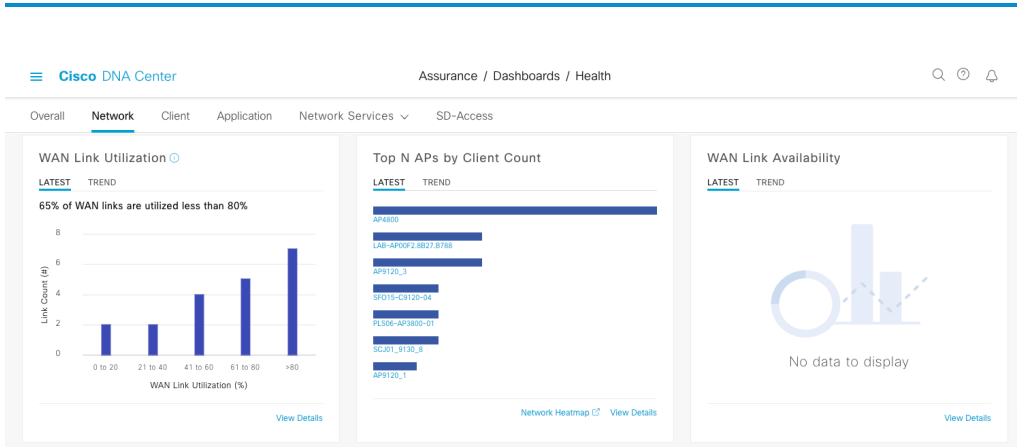 Cisco DNA Center
Assurance / Dashboards / Health
Overall Network Client Application Network Services SD-Access
WAN Link Utilization
LATEST TREND
65% of WAN links are utilized less than 80%
8
6
4
2
0
Link Count (#)
0 to 20 21 to 40 41 to 60 61 to 80 >80
WAN Link Utilization (%)
View Details
Top N APs by Client Count
LATEST TREND
AP4800
LAB-AP00F2.8B27.B788
AP9120_3
SFO15-C9120-04
PLS06-AP3800-01
SCJ01_9130_8
AP9120_1
Network Heatmap View Details
WAN Link Availability
LATEST TREND
No data to display
View Details